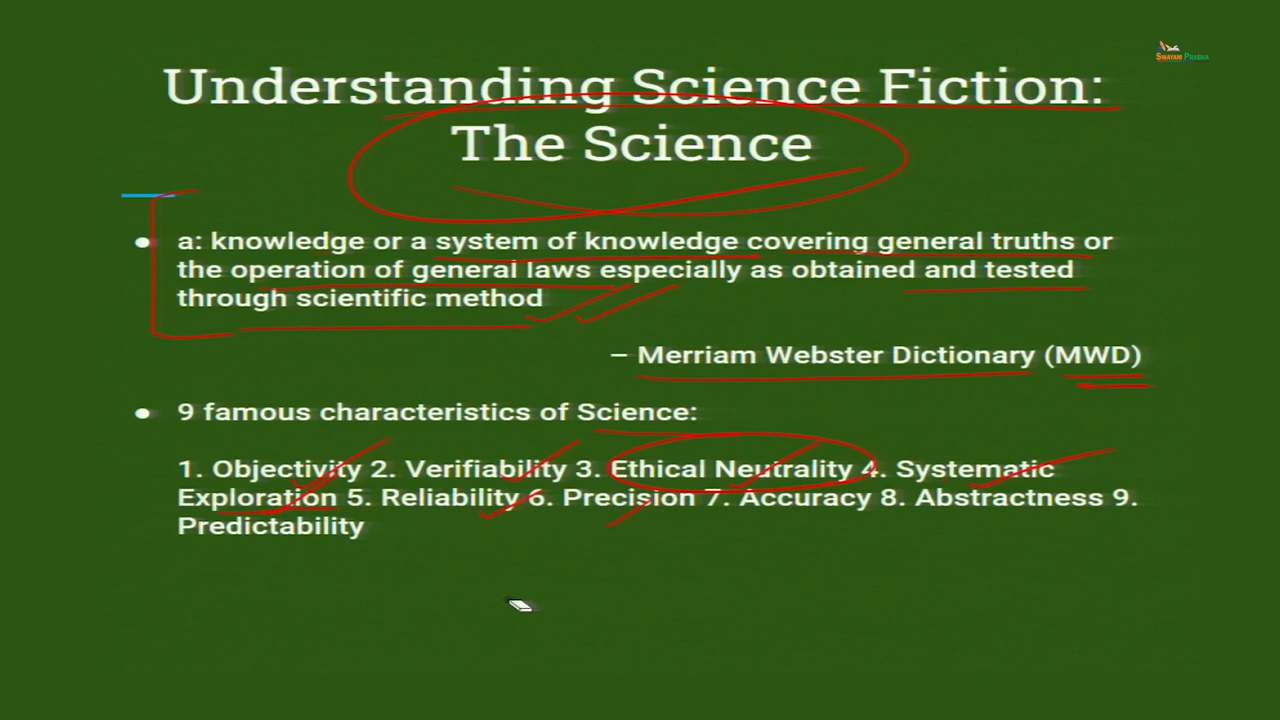 SWAYAM PRABHA
Understanding Science Fiction:
The Science
● a: knowledge or a system of knowledge covering general truths or
the operation of general laws especially as obtained and tested
through scientific method
– Merriam Webster Dictionary (MWD)
● 9 famous characteristics of Science:
1. Objectivity 2. Verifiability 3. Ethical Neutrality 4. Systematic
Exploration 5. Reliability 6. Precision 7. Accuracy 8. Abstractness 9.
Predictability